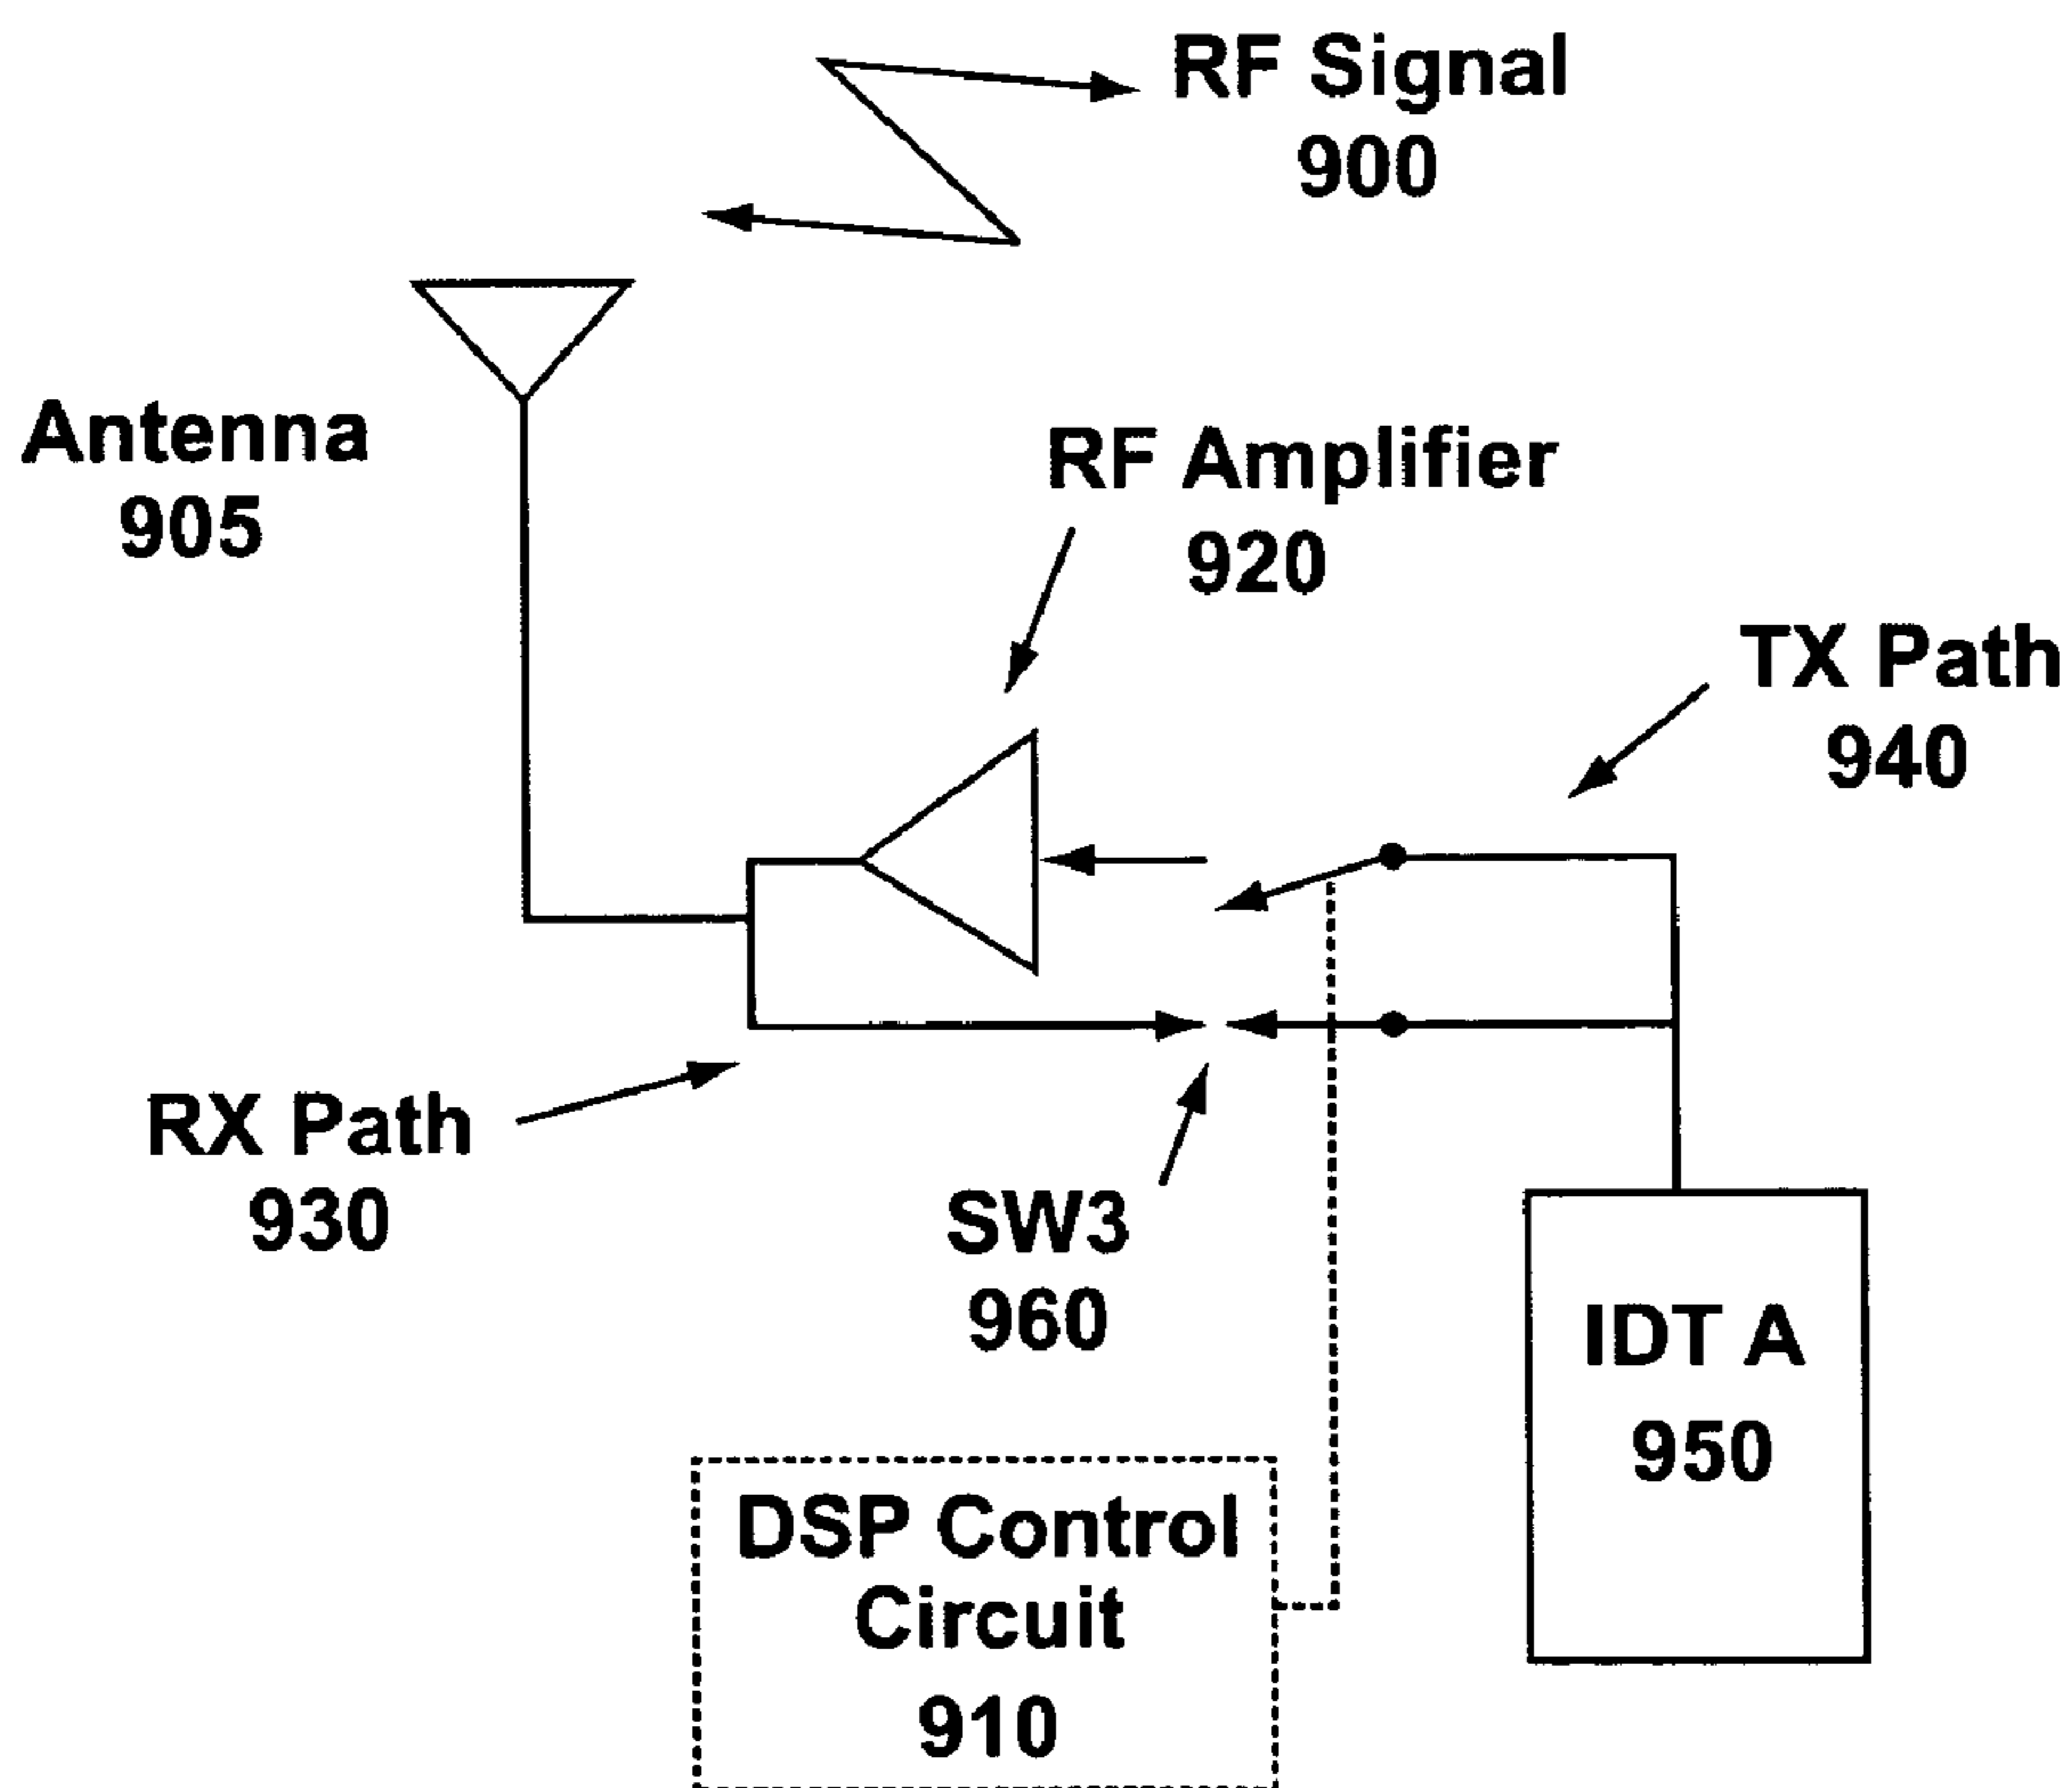 RF Signal
900
Antenna
905
RF Amplifier
920
TX Path
940
RX Path
930
SW3
960
IDT A
950
DSP Control
Circuit
910